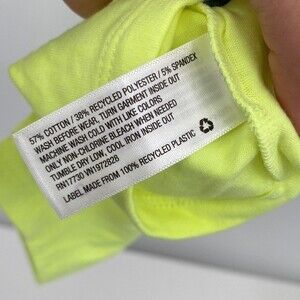 57% COTTON / 38% RECYCLED POLYESTER / 5% SPANDEX
WASH BEFORE WEAR, TURN GARMENT INSIDE OUT
MACHINE WASH COLD WITH LIKE COLORS
ONLY NON-CHLORINE BLEACH WHEN NEEDED
TUMBLE DRY LOW, COOL IRON INSIDE OUT
RN17730 VN1972628
LABEL MADE FROM 100% RECYCLED PLASTIC